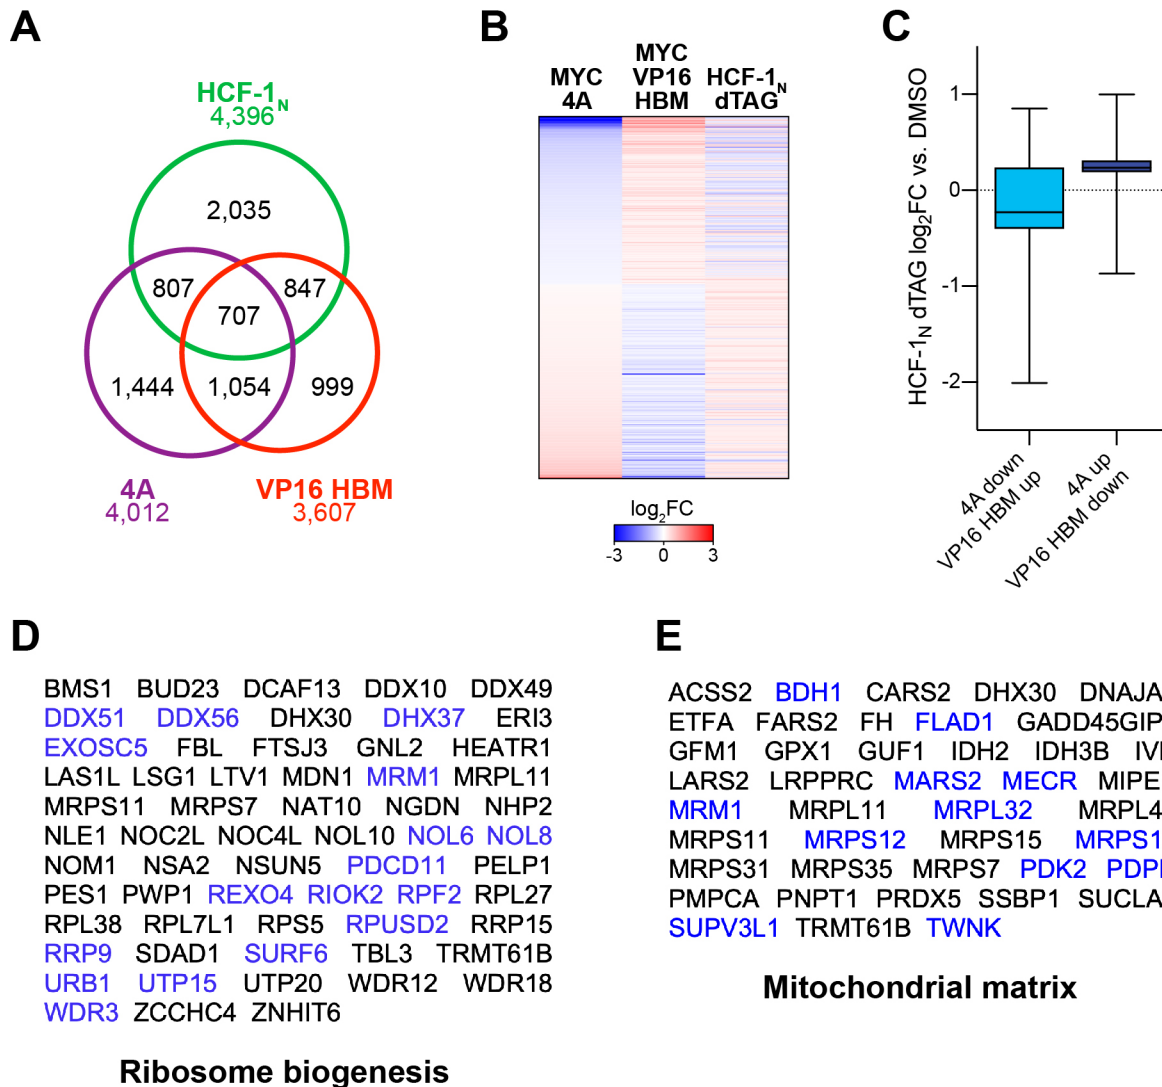 A
HCF-1N
4,396
2,035
807
847
707
1,444
1,054
999
4A
4,012
VP16 HBM
3,607
B
MYC
4A
MYC
VP16
HBM
HCF-1N
dTAG
log2FC
-3 0 3
C
HCF-1N dTAG log2FC vs. DMSO
1
0
-1
-2
4A down
VP16 HBM up
4A up
VP16 HBM down
D
BMS1 BUD23 DCAF13 DDX10 DDX49
DDX51 DDX56 DHX30 DHX37 ERI3
EXOSC5 FBL FTSJ3 GNL2 HEATR1
LAS1L LSG1 LTV1 MDN1 MRM1 MRPL11
MRPS11 MRPS7 NAT10 NGDN NHP2
NLE1 NOC2L NOC4L NOL10 NOL6 NOL8
NOM1 NSA2 NSUN5 PDCD11 PELP1
PES1 PWP1 REXO4 RIOK2 RPF2 RPL27
RPL38 RPL7L1 RPS5 RPUSD2 RRP15
RRP9 SDAD1 SURF6 TBL3 TRMT61B
URB1 UTP15 UTP20 WDR12 WDR18
WDR3 ZCCHC4 ZNHIT6
Ribosome biogenesis
E
ACSS2 BDH1 CARS2 DHX30 DNAJA
ETFA FARS2 FH FLAD1 GADD45GIP
GFM1 GPX1 GUF1 IDH2 IDH3B
LARS2 LRPPRC MARS2 MECR MIPE
MRM1 MRPL11 MRPL32 MRPL4
MRPS11 MRPS12 MRPS15 MRPS1
MRPS31 MRPS35 MRPS7 PDK2
PMPCA PNPT1 PRDX5 SSBP1 SUCLA
SUPV3L1 TRMT61B TWNK
Mitochondrial matrix